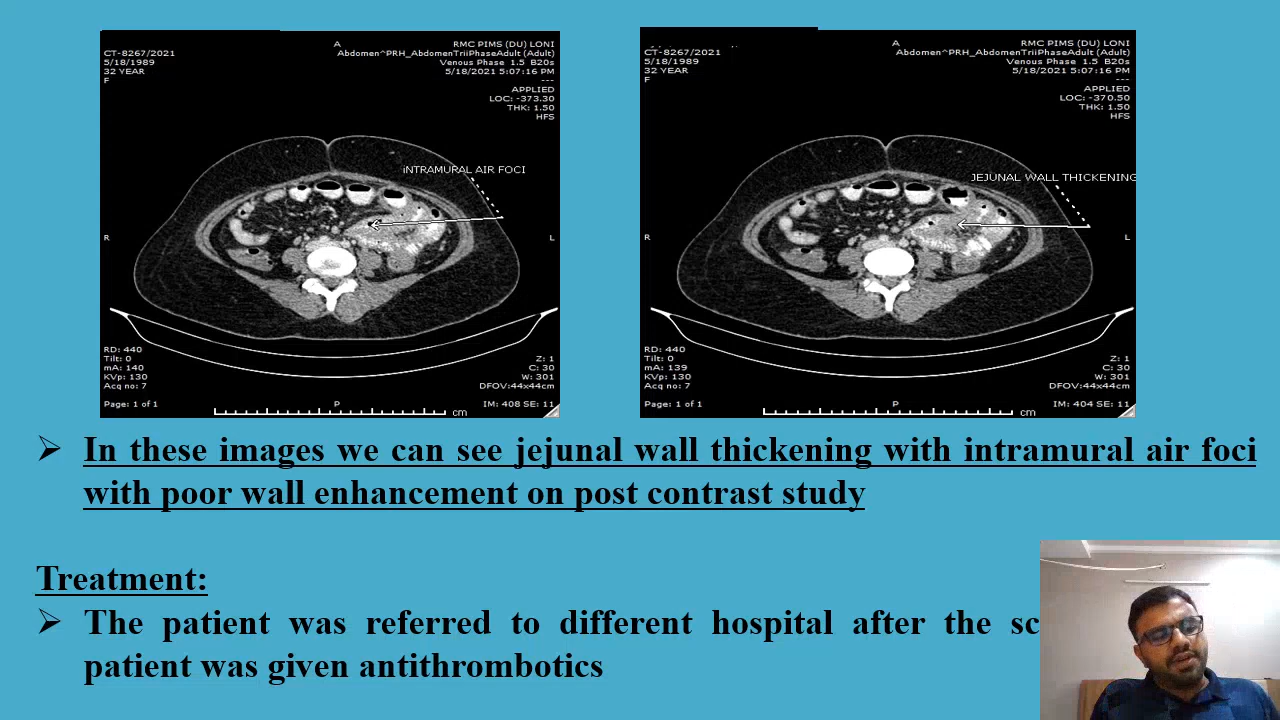 A
RMC PIMS (DU) LONI
CT-8267/2021
Abdomen^PRH_AbdomenTriiPhaseAdult (Adult)
5/18/1989
Venous Phase 1.5 B20s
32 YEAR
5/18/2021 5:07:16 PM
F
---
APPLIED
LOC: -373.30
THK: 1.50
HFS
iNTRAMURAL AIR FOCI
R
L
RD: 440
Tilt: 0
mA: 140
KVp: 130
Acq no: 7
Z: 1
C: 30
W: 301
DFOV:44x44cm
Page: 1 of 1
P
IM: 408 SE: 11
cm
A
RMC PIMS (DU) LONI
CT-8267/2021
Abdomen^PRH_AbdomenTriiPhaseAdult (Adult)
5/18/1989
Venous Phase 1.5 B20s
32 YEAR
5/18/2021 5:07:16 PM
F
---
APPLIED
LOC: -370.50
THK: 1.50
HFS
JEJUNAL WALL THICKENING
R
L
RD: 440
Tilt: 0
mA: 139
KVp: 130
Acq no: 7
Z: 1
C: 30
W: 301
DFOV:44x44cm
Page: 1 of 1
P
IM: 404 SE: 11
cm
In these images we can see jejunal wall thickening with intramural air foci
with poor wall enhancement on post contrast study
Treatment:
The patient was referred to different hospital after the sc
patient was given antithrombotics